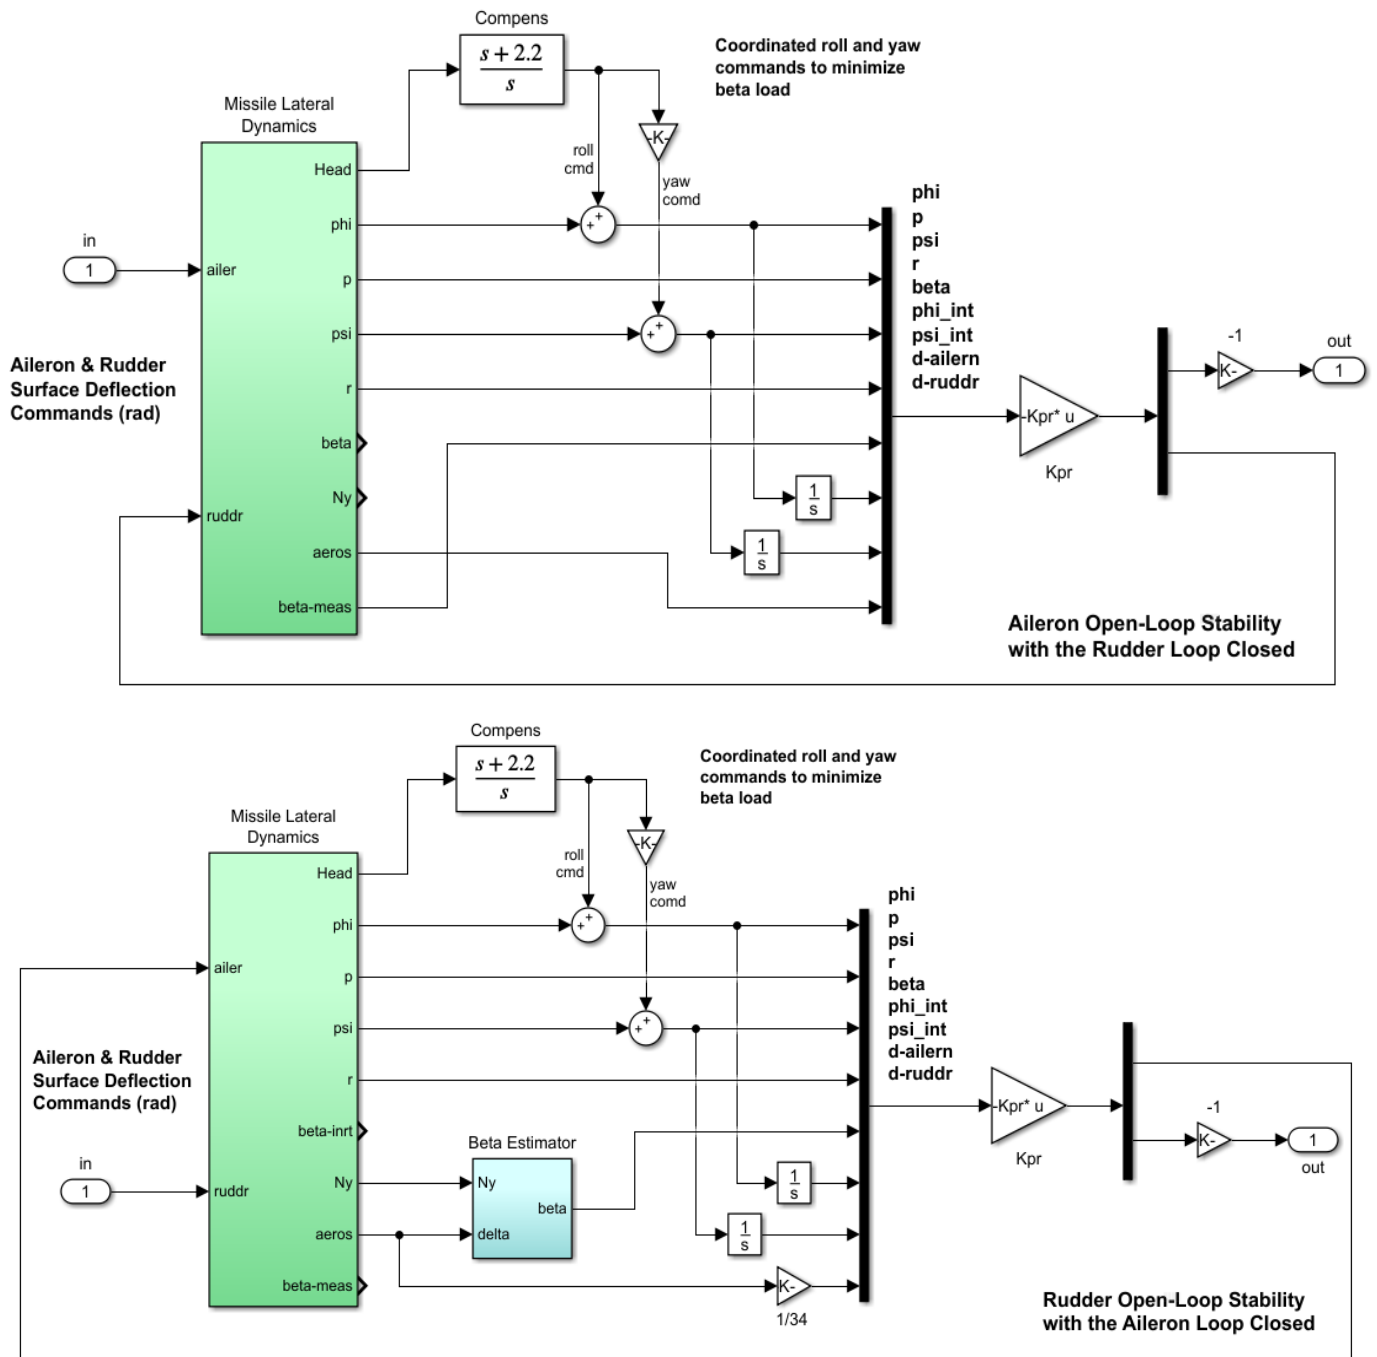 Compens
s + 2.2
s
Coordinated roll and yaw
commands to minimize
beta load
Missile Lateral
Dynamics
-K-
roll
cmd
yaw
comd
Head
phi
p
psi
r
beta
Ny
aeros
beta-meas
in
1
ailer
ruddr
Aileron & Rudder
Surface Deflection
Commands (rad)
+
+
+
+
1
s
1
s
phi
p
psi
r
beta
phi_int
psi_int
d-ailern
d-ruddr
-Kpr* u
Kpr
-1
K-
out
1
Aileron Open-Loop Stability
with the Rudder Loop Closed
Compens
s + 2.2
s
Coordinated roll and yaw
commands to minimize
beta load
Missile Lateral
Dynamics
-K-
roll
cmd
yaw
comd
Head
phi
p
psi
r
beta-inrt
Ny
aeros
beta-meas
ailer
Aileron & Rudder
Surface Deflection
Commands (rad)
in
1
ruddr
+
+
+
+
Beta Estimator
Ny
delta
beta
1
s
1
s
K-
1/34
phi
p
psi
r
beta
phi_int
psi_int
d-ailern
d-ruddr
-Kpr* u
Kpr
-1
K-
1
out
Rudder Open-Loop Stability
with the Aileron Loop Closed